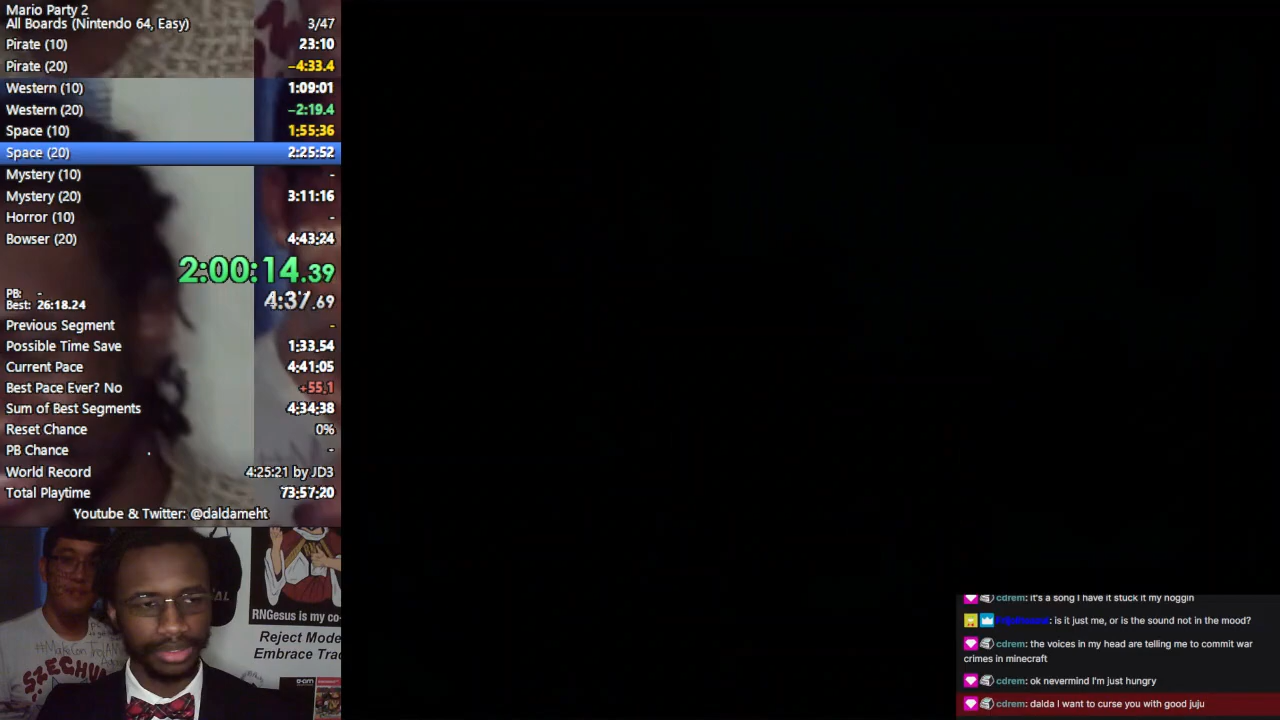 Mario Party 2
All Boards (Nintendo 64, Easy) 3/47
Pirate (10) 23:10
Pirate (20) −4:33.4
Western (10) 1:09:01
Western (20) −2:19.4
Space (10) 1:55:36
Space (20) 2:25:52
Mystery (10) -
Mystery (20) 3:11:16
Horror (10) -
Bowser (20) 4:43:24
2:00:14.39
PB: -
Best: 26:18.24 4:37.69
Previous Segment -
Possible Time Save 1:33.54
Current Pace 4:41:05
Best Pace Ever? No +55.1
Sum of Best Segments 4:34:38
Reset Chance 0%
PB Chance -
World Record 4:25:21 by JD3
Total Playtime 73:57:20
Youtube & Twitter: @daldameht
RNGesus is my co-
Reject Mode
Embrace Tra
cdrem: it's a song I have it stuck it my noggin
: is it just me, or is the sound not in the mood?
cdrem: the voices in my head are telling me to commit war
crimes in minecraft
cdrem: ok nevermind I'm just hungry
cdrem: dalda I want to curse you with good juju